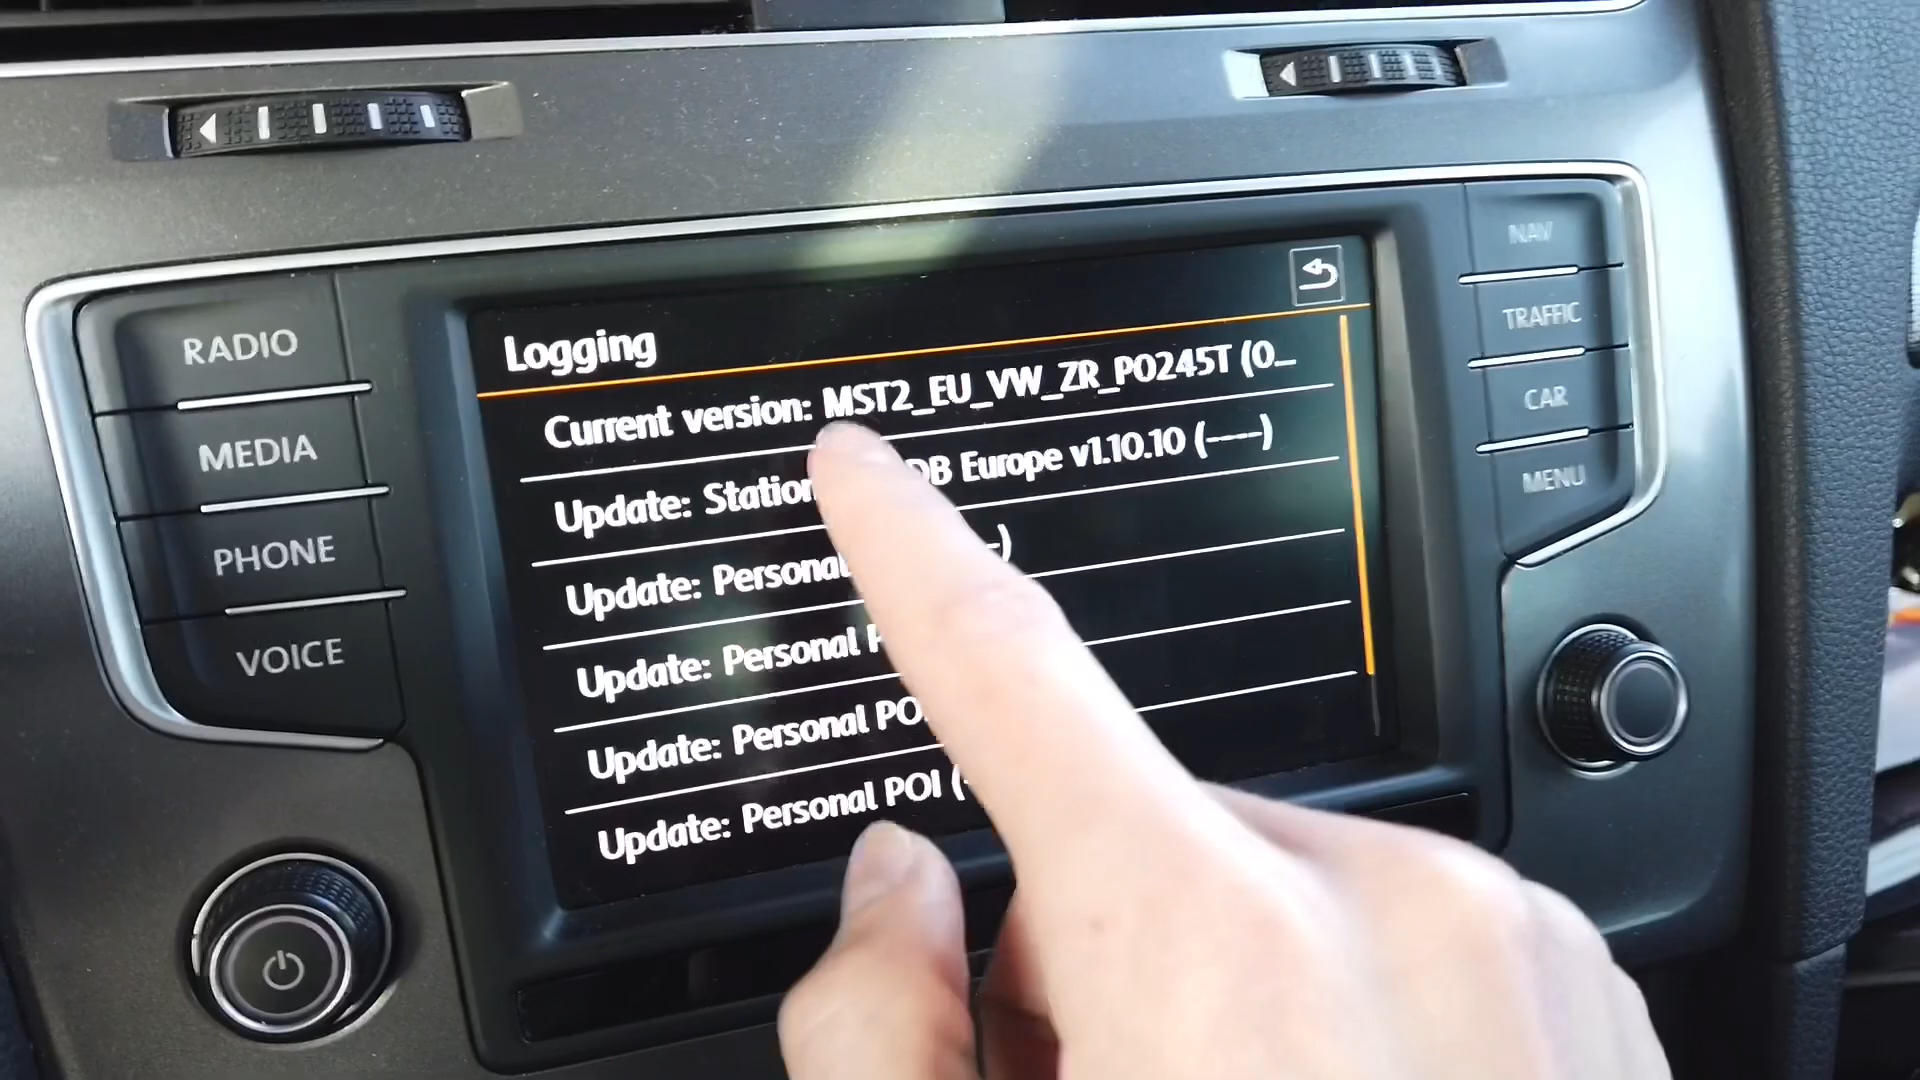 RADIO
MEDIA
PHONE
VOICE
NAV
TRAFFIC
CAR
MENU
Logging
Current version: MST2_EU_VW_ZR_P0245T (0...
Update: Station DB Europe v1.10.10 (----)
Update: Personal
Update: Personal
Update: Personal PO
Update: Personal POI (